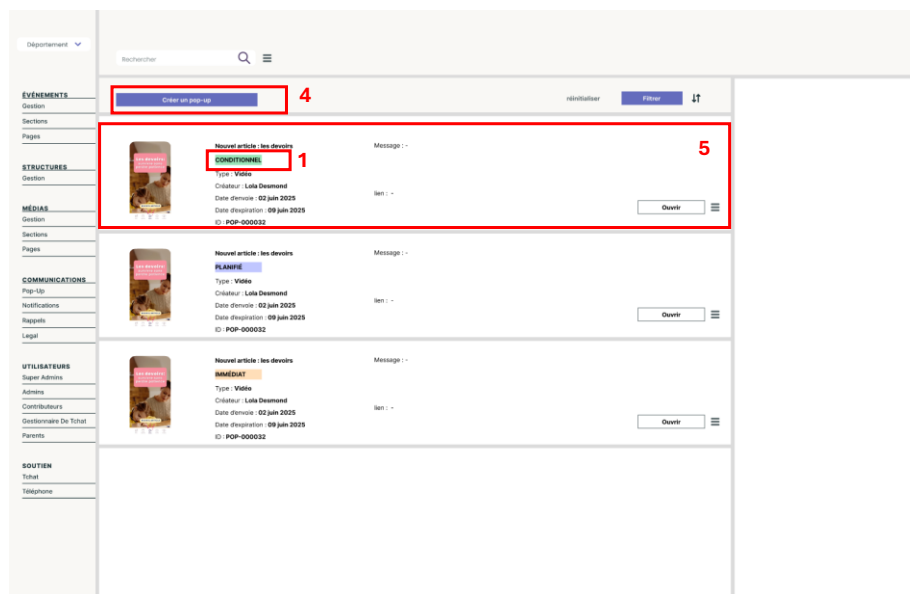 Département
Rechercher
ÉVÉNEMENTS
Gestion
Sections
Pages
STRUCTURES
Gestion
MÉDIAS
Gestion
Sections
Pages
COMMUNICATIONS
Pop-Up
Notifications
Rappels
Legal
UTILISATEURS
Super Admins
Admins
Contributeurs
Gestionnaire De Tchat
Parents
SOUTIEN
Tchat
Téléphone
Créer un pop-up
4
réinitialiser
Filtrer
5
Nouvel article : les devoirs
CONDITIONNEL
1
Type : Vidéo
Créateur : Lola Desmond
Date d'envoie : 02 juin 2025
Date d'expiration : 09 juin 2025
ID : POP-000032
Message : -
lien : -
Ouvrir
Nouvel article : les devoirs
PLANIFIÉ
Type : Vidéo
Créateur : Lola Desmond
Date d'envoie : 02 juin 2025
Date d'expiration : 09 juin 2025
ID : POP-000032
Message : -
lien : -
Ouvrir
Nouvel article : les devoirs
IMMÉDIAT
Type : Vidéo
Créateur : Lola Desmond
Date d'envoie : 02 juin 2025
Date d'expiration : 09 juin 2025
ID : POP-000032
Message : -
lien : -
Ouvrir